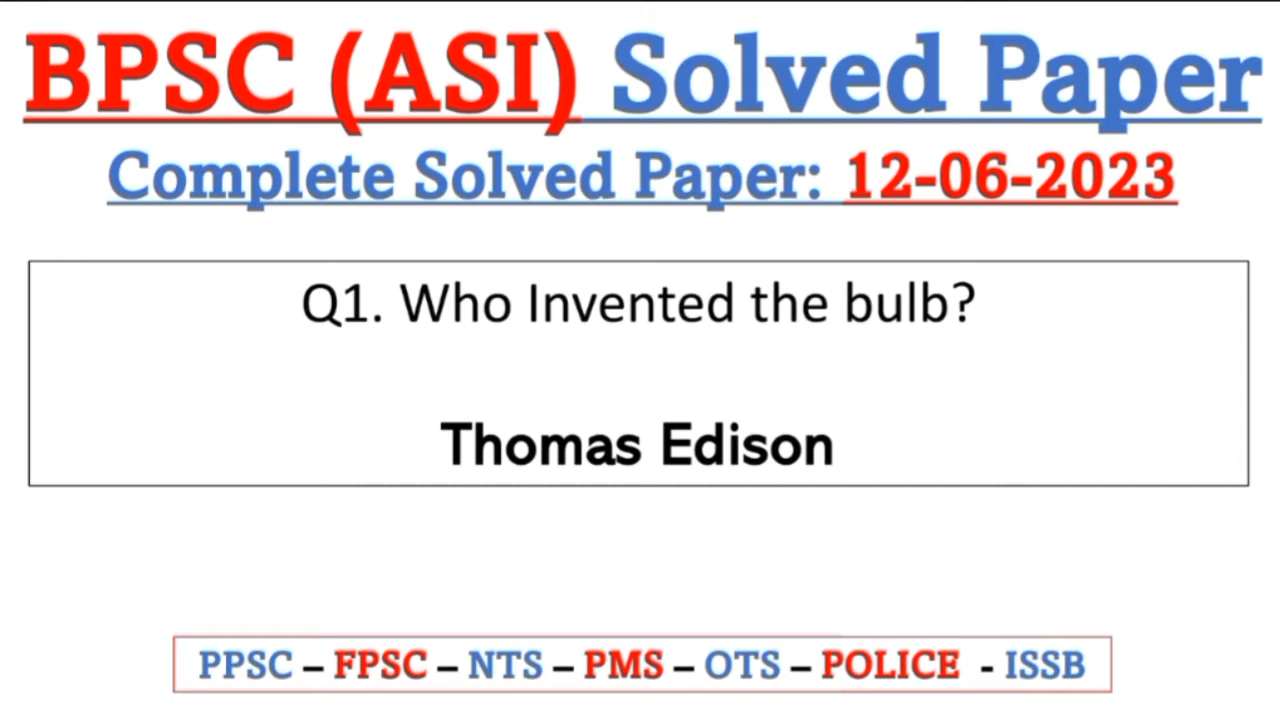 BPSC (ASI) Solved Paper
Complete Solved Paper: 12-06-2023
Q1. Who Invented the bulb?
Thomas Edison
PPSC – FPSC – NTS – PMS – OTS – POLICE - ISSB